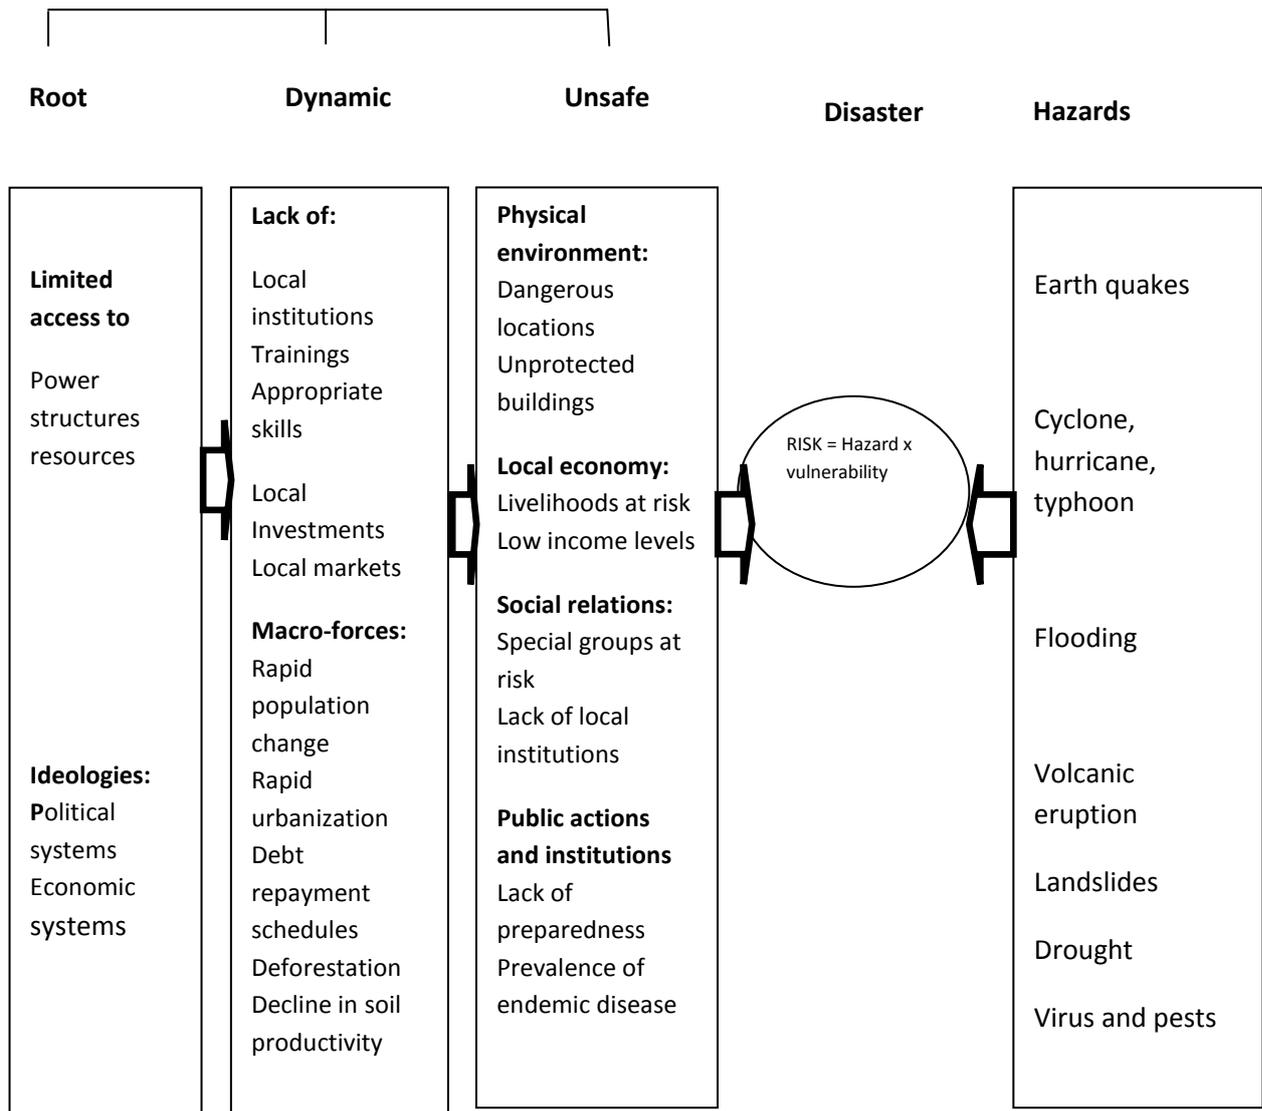 Root
Dynamic
Unsafe
Disaster
Hazards
Limited
access to
Power
structures
resources
Ideologies:
Political
systems
Economic
systems
Lack of:
Local
institutions
Trainings
Appropriate
skills
Local
Investments
Local markets
Macro-forces:
Rapid
population
change
Rapid
urbanization
Debt
repayment
schedules
Deforestation
Decline in soil
productivity
Physical
environment:
Dangerous
locations
Unprotected
buildings
Local economy:
Livelihoods at risk
Low income levels
Social relations:
Special groups at
risk
Lack of local
institutions
Public actions
and institutions
Lack of
preparedness
Prevalence of
endemic disease
RISK = Hazard x
vulnerability
Earth quakes
Cyclone,
hurricane,
typhoon
Flooding
Volcanic
eruption
Landslides
Drought
Virus and pests